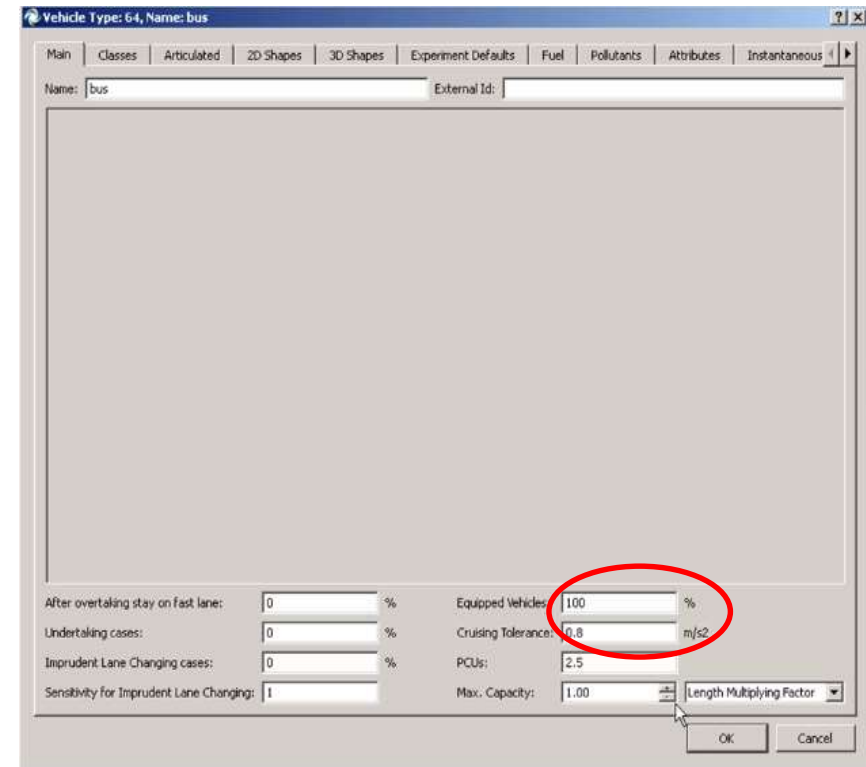 Vehicle Type: 64, Name: bus
Main Classes Articulated 2D Shapes 3D Shapes Experiment Defaults Fuel Pollutants Attributes Instantaneous
Name: bus External Id:
After overtaking stay on fast lane: 0 % Equipped Vehicles 100 %
Undertaking cases: 0 % Cruising Tolerance: 0.8 m/s2
Imprudent Lane Changing cases: 0 % PCUs: 2.5
Sensitivity for Imprudent Lane Changing: 1 Max. Capacity: 1.00 Length Multiplying Factor
OK Cancel